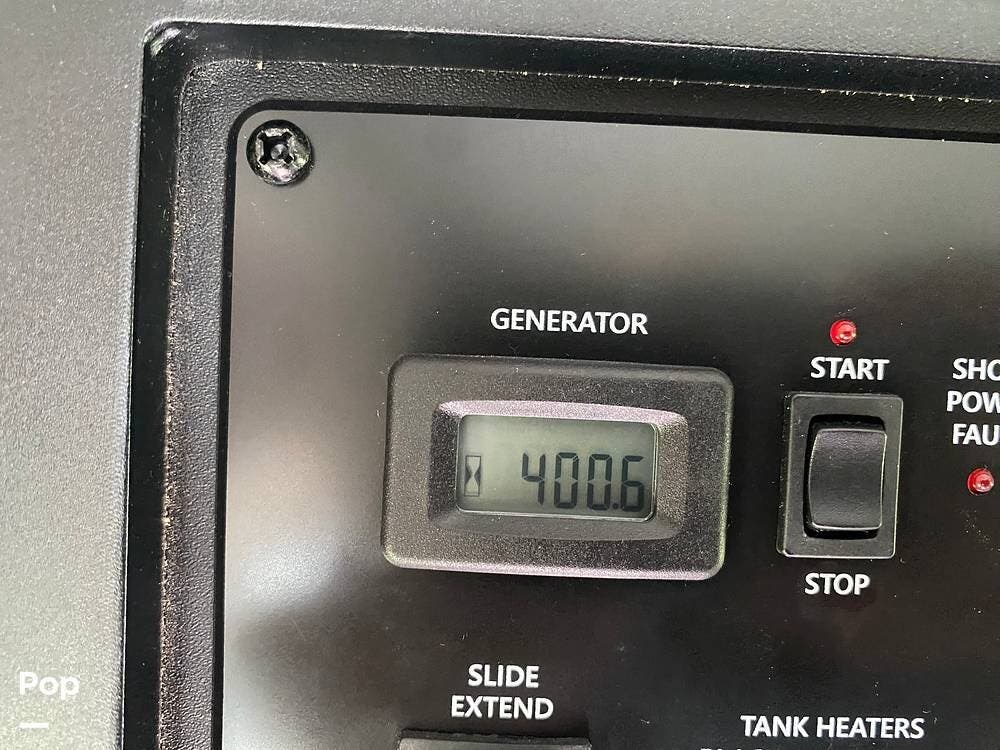 GENERATOR
400.6
START
STOP
SLIDE
EXTEND
TANK HEATERS
Pop